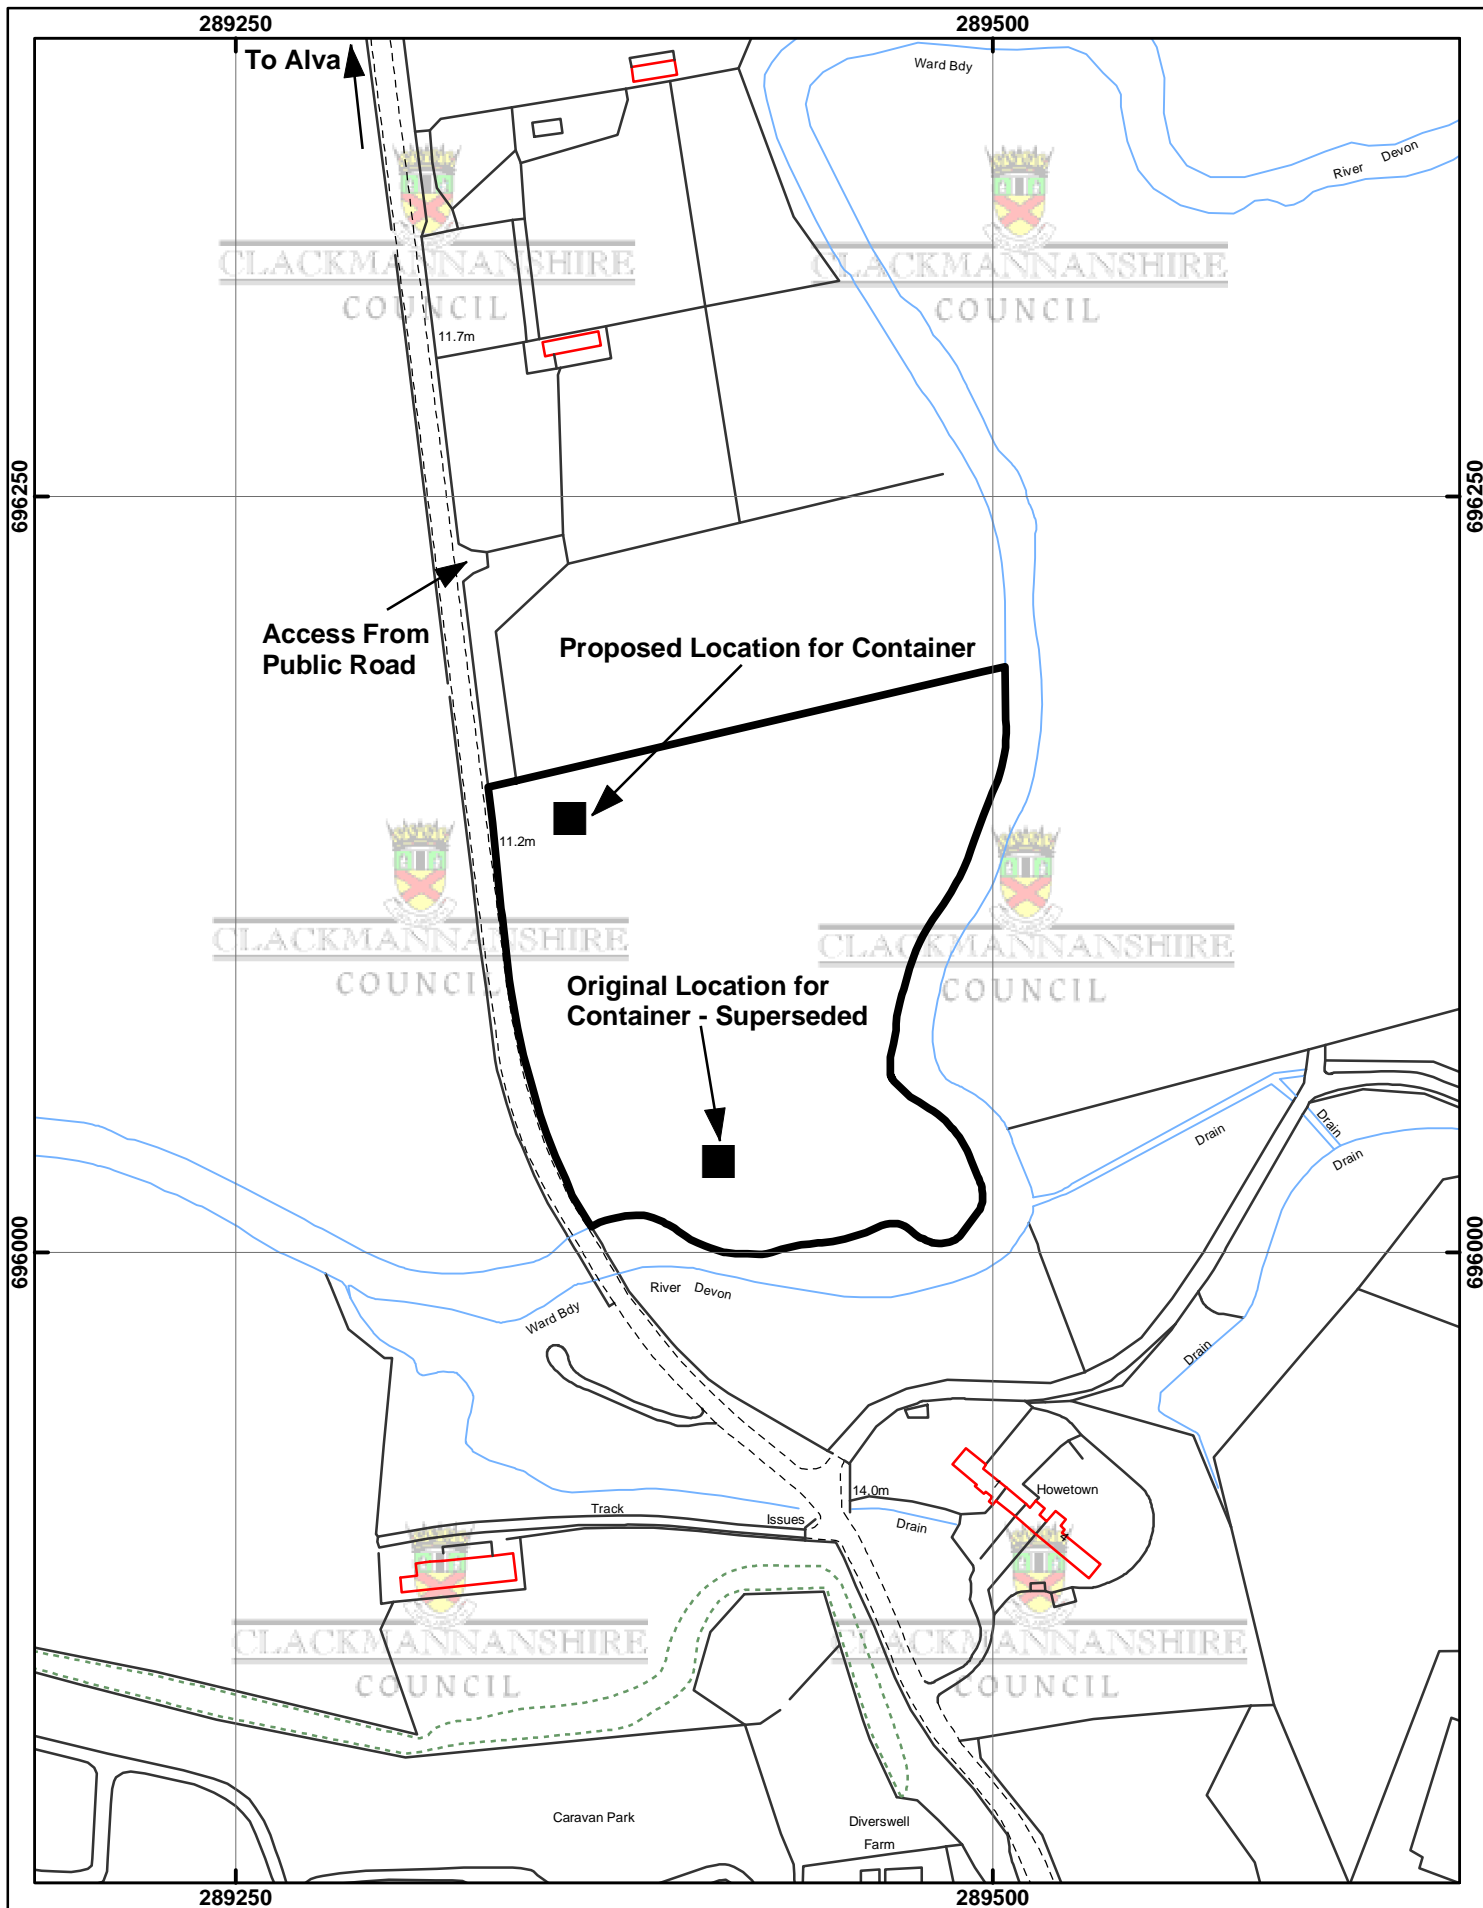 289250
289500
To Alva
Ward Bdy
River Devon
CLACKMANNANSHIRE
COUNCIL
CLACKMANNANSHIRE
COUNCIL
11.7m
696250
696250
Access From
Public Road
Proposed Location for Container
11.2m
CLACKMANNANSHIRE
COUNCIL
CLACKMANNANSHIRE
COUNCIL
Original Location for
Container - Superseded
Drain
Drain
Drain
696000
696000
River Devon
Ward Bdy
Drain
Howetown
14.0m
Track
Issues
Drain
CLACKMANNANSHIRE
COUNCIL
CLACKMANNANSHIRE
COUNCIL
Caravan Park
Diverswell
Farm
289250
289500